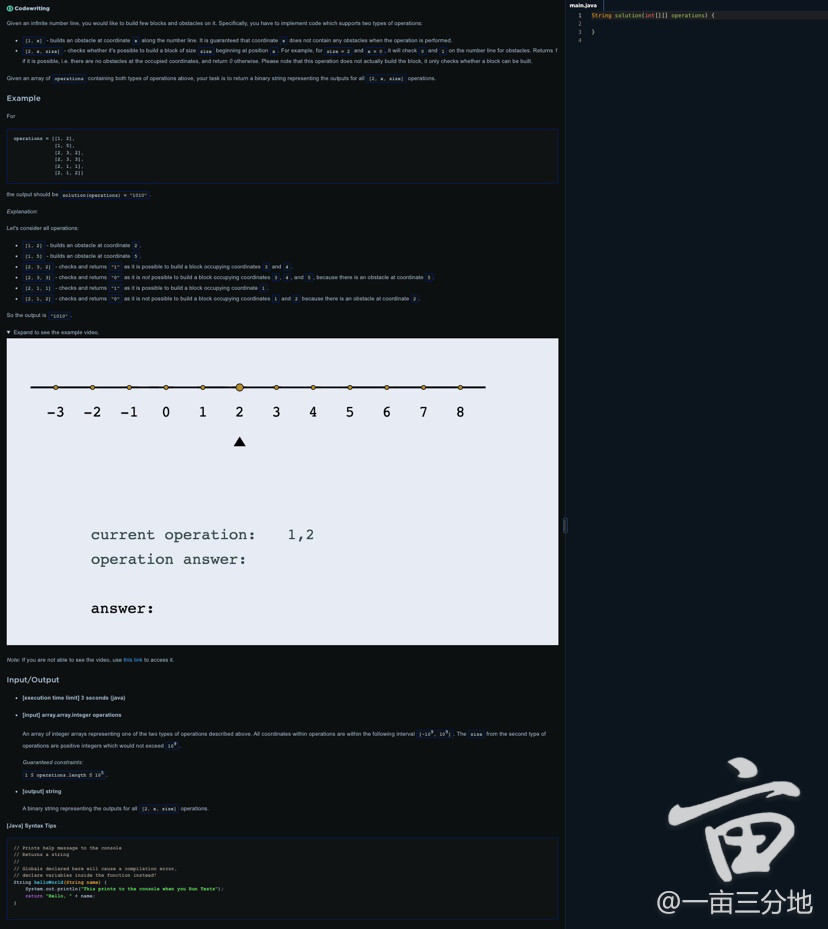 Codewriting
Given an infinite number line, you would like to build few blocks and obstacles on it. Specifically, you have to implement code which supports two types of operations:
• [1, x] - builds an obstacle at coordinate x along the number line. It is guaranteed that coordinate x does not contain any obstacles when the operation is performed.
• [2, x, size] - checks whether it's possible to build a block of size size beginning at position x. For example, for size = 2 and
on the number line for obstacles. Returns
if it is possible, i.e. there are no obstacles at the occupied coordinates, and return 0 otherwise. Please note that this operation does not actually build the block, it only checks whether a block can be built.
Given an array of operations containing both types of operations above, your task is to return a binary string representing the outputs for all [2, x, size] operations.
Example
For
operations = [[1, 2],
[1, 5],
[2, 3, 2],
[2, 3, 3],
[2, 1, 1],
[2, 1, 2]]
the output should be solution(operations) = "1010".
Explanation:
Let's consider all operations:
• [1, 2] - builds an obstacle at coordinate 2.
• [1, 5] - builds an obstacle at coordinate 5.
• [2, 3, 2] - checks and returns "1" as it is possible to build a block occupying coordinates 3 and 4.
• [2, 3, 3] - checks and returns "0" as it is not possible to build a block occupying coordinates 3, 4, and 5, because there is an obstacle at coordinate 5.
• [2, 1, 1] - checks and returns "1" as it is possible to build a block occupying coordinate 1.
• [2, 1, 2] - checks and returns "0" as it is not possible to build a block occupying coordinates 1 and 2 because there is an obstacle at coordinate 2.
So the output is "1010".
▼ Expand to see the example video.
-3 -2 -1 0 1 2 3 4 5 6 7 8
current operation: 1,2
operation answer:
answer:
Note: If you are not able to see the video, use this link to access it.
Input/Output
• [execution time limit] 3 seconds (java)
• [input] array.array.integer operations
An array of integer arrays representing one of the two types of operations described above. All coordinates within operations are within the following interval [-10⁹, 10⁹]. The size from the second type of
operations are positive integers which would not exceed 10⁹.
Guaranteed constraints:
1 ≤ operations.length ≤ 10⁵.
• [output] string
A binary string representing the outputs for all [2, x, size] operations.
[Java] Syntax Tips
// Prints help message to the console
// Returns a string
//
// Globals declared here will cause a compilation error,
// declare variables inside the function instead!
String helloWorld(String name) {
System.out.println("This prints to the console when you Run Tests");
return "Hello, " + name;
}
main.java
1 String solution(int[][] operations) {
2
3 }
4
亩
@一亩三分地